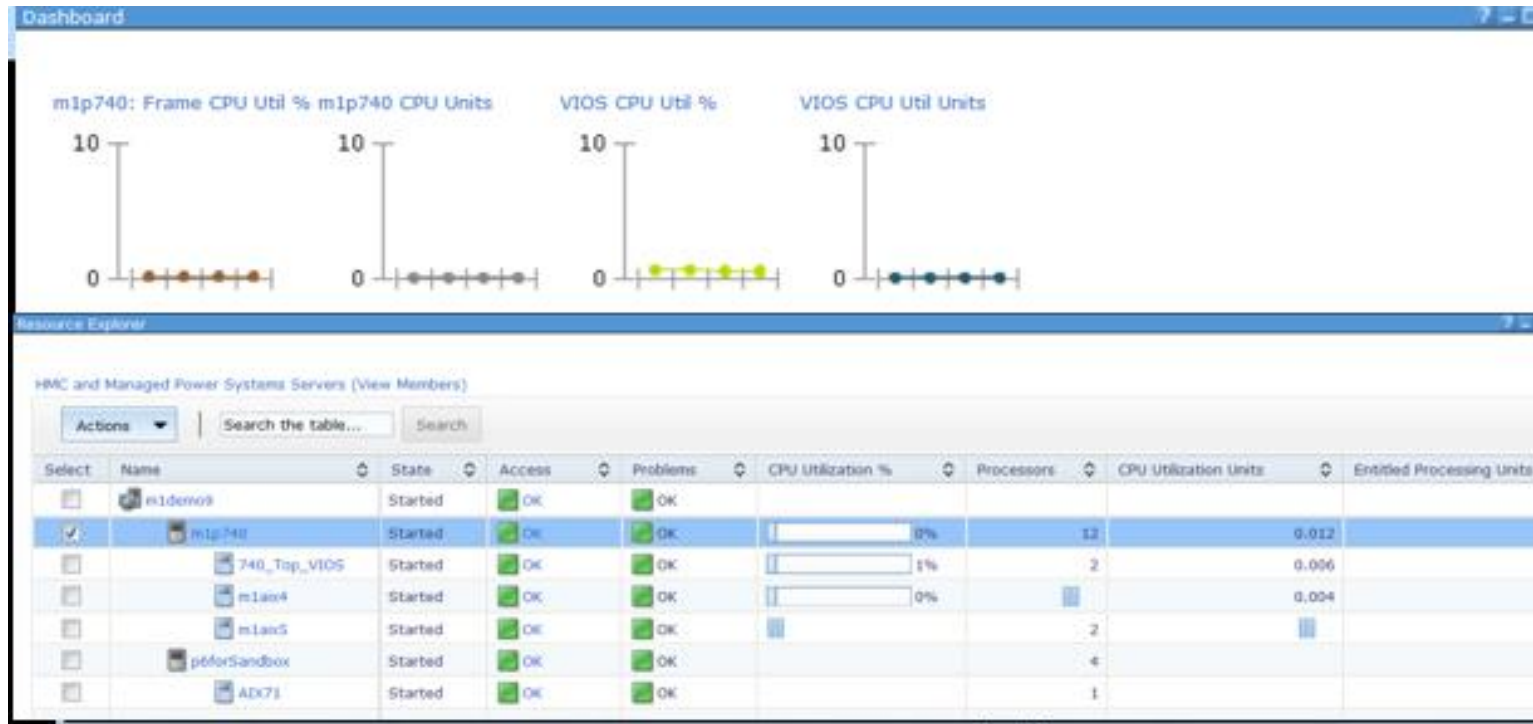 Dashboard
m1p740: Frame CPU Util % m1p740 CPU Units VIOS CPU Util % VIOS CPU Util Units
10 10 10 10
0 0 0 0
Resource Explorer
HMC and Managed Power Systems Servers (View Members)
Actions Search the table... Search
Select Name State Access Problems CPU Utilization % Processors CPU Utilization Units Entitled Processing Units
m1demo9 Started OK OK
m1p740 Started OK OK 0% 12 0.012
740_Top_VIOS Started OK OK 1% 2 0.006
m1aix4 Started OK OK 0% 0.004
m1aix5 Started OK OK 2
p6forSandbox Started OK OK 4
AIX71 Started OK OK 1